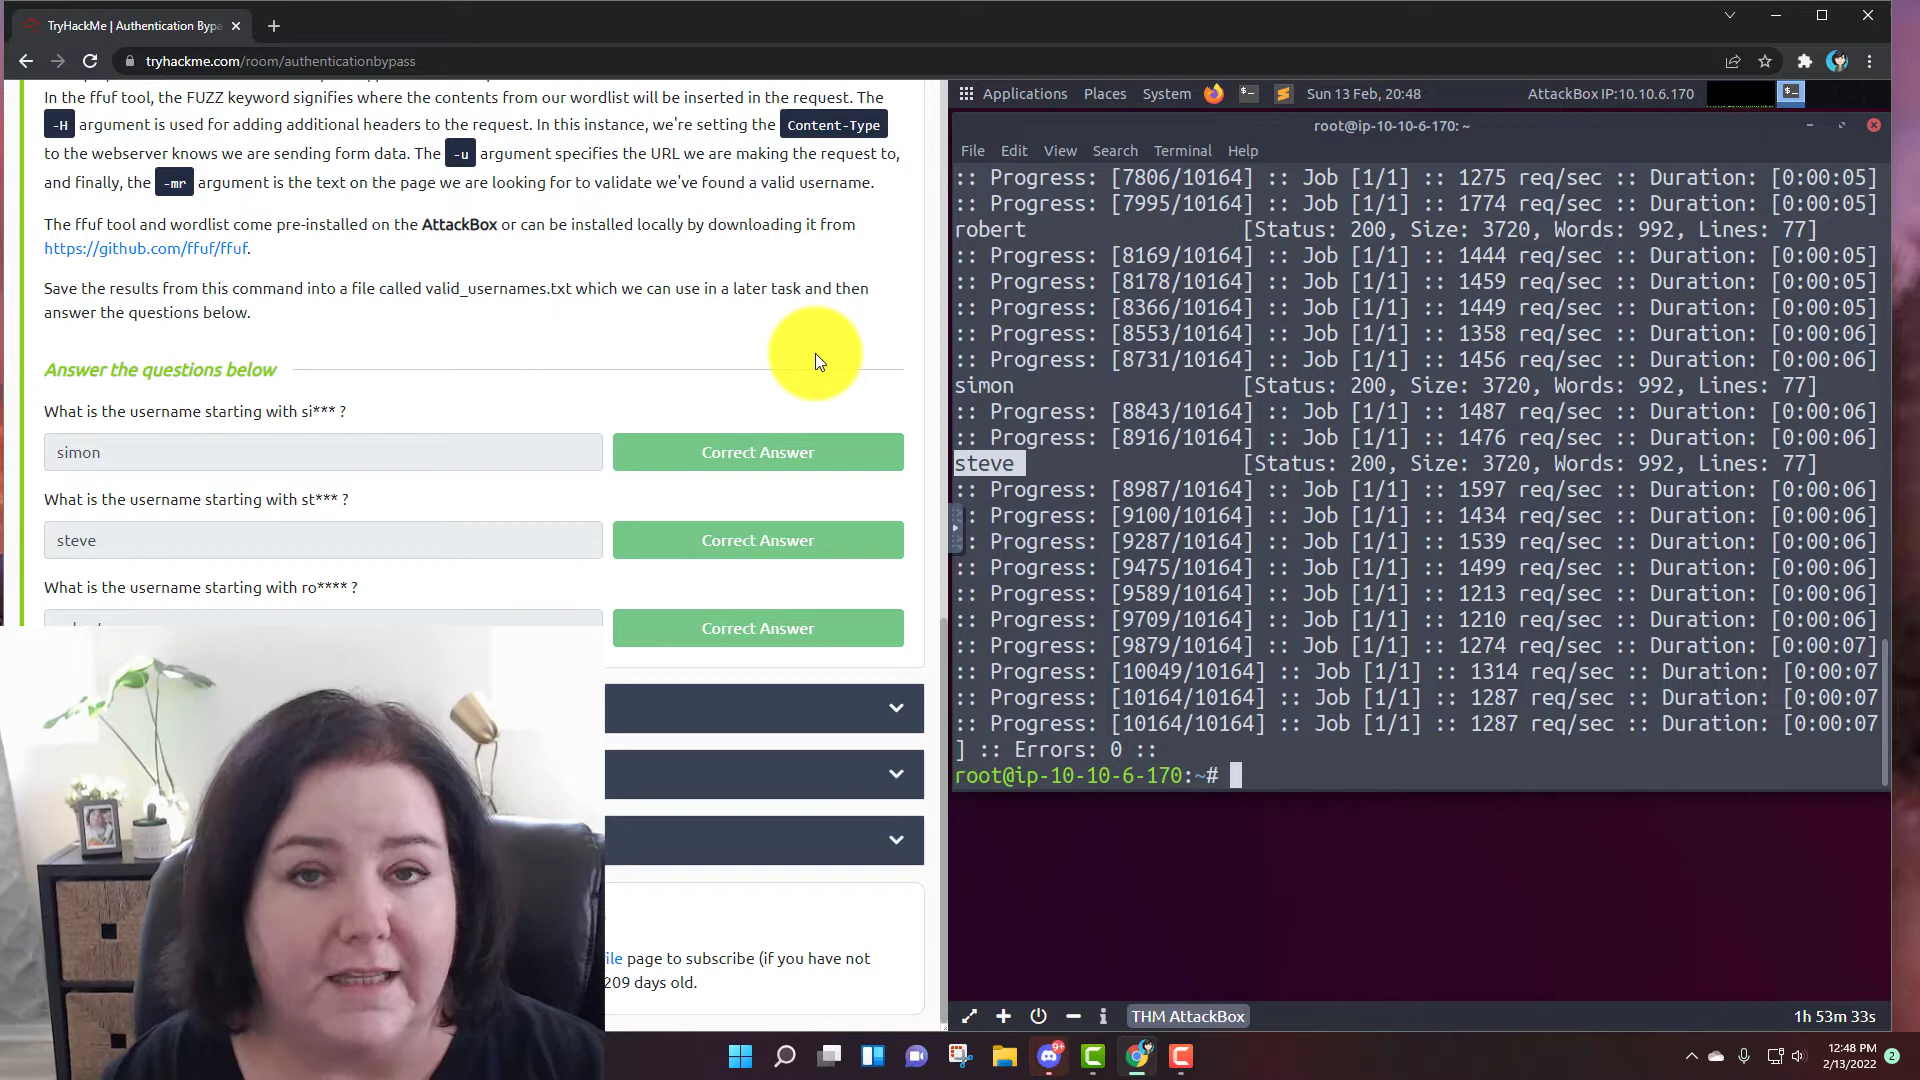 TryHackMe | Authentication Bypa
tryhackme.com/room/authenticationbypass
In the ffuf tool, the FUZZ keyword signifies where the contents from our wordlist will be inserted in the request. The
-H argument is used for adding additional headers to the request. In this instance, we're setting the Content-Type
to the webserver knows we are sending form data. The -u argument specifies the URL we are making the request to,
and finally, the -mr argument is the text on the page we are looking for to validate we've found a valid username.
The ffuf tool and wordlist come pre-installed on the AttackBox or can be installed locally by downloading it from
https://github.com/ffuf/ffuf.
Save the results from this command into a file called valid_usernames.txt which we can use in a later task and then
answer the questions below.
Answer the questions below
What is the username starting with si*** ?
simon
Correct Answer
What is the username starting with st*** ?
steve
Correct Answer
What is the username starting with ro**** ?
Correct Answer
file page to subscribe (if you have not
209 days old.
Applications Places System Sun 13 Feb, 20:48 AttackBox IP:10.10.6.170
root@ip-10-10-6-170: ~
File Edit View Search Terminal Help
:: Progress: [7806/10164] :: Job [1/1] :: 1275 req/sec :: Duration: [0:00:05]
:: Progress: [7995/10164] :: Job [1/1] :: 1774 req/sec :: Duration: [0:00:05]
robert [Status: 200, Size: 3720, Words: 992, Lines: 77]
:: Progress: [8169/10164] :: Job [1/1] :: 1444 req/sec :: Duration: [0:00:05]
:: Progress: [8178/10164] :: Job [1/1] :: 1459 req/sec :: Duration: [0:00:05]
:: Progress: [8366/10164] :: Job [1/1] :: 1449 req/sec :: Duration: [0:00:05]
:: Progress: [8553/10164] :: Job [1/1] :: 1358 req/sec :: Duration: [0:00:06]
:: Progress: [8731/10164] :: Job [1/1] :: 1456 req/sec :: Duration: [0:00:06]
simon [Status: 200, Size: 3720, Words: 992, Lines: 77]
:: Progress: [8843/10164] :: Job [1/1] :: 1487 req/sec :: Duration: [0:00:06]
:: Progress: [8916/10164] :: Job [1/1] :: 1476 req/sec :: Duration: [0:00:06]
steve [Status: 200, Size: 3720, Words: 992, Lines: 77]
:: Progress: [8987/10164] :: Job [1/1] :: 1597 req/sec :: Duration: [0:00:06]
: Progress: [9100/10164] :: Job [1/1] :: 1434 req/sec :: Duration: [0:00:06]
: Progress: [9287/10164] :: Job [1/1] :: 1539 req/sec :: Duration: [0:00:06]
:: Progress: [9475/10164] :: Job [1/1] :: 1499 req/sec :: Duration: [0:00:06]
:: Progress: [9589/10164] :: Job [1/1] :: 1213 req/sec :: Duration: [0:00:06]
:: Progress: [9709/10164] :: Job [1/1] :: 1210 req/sec :: Duration: [0:00:06]
:: Progress: [9879/10164] :: Job [1/1] :: 1274 req/sec :: Duration: [0:00:07]
:: Progress: [10049/10164] :: Job [1/1] :: 1314 req/sec :: Duration: [0:00:07
:: Progress: [10164/10164] :: Job [1/1] :: 1287 req/sec :: Duration: [0:00:07
:: Progress: [10164/10164] :: Job [1/1] :: 1287 req/sec :: Duration: [0:00:07
] :: Errors: 0 ::
root@ip-10-10-6-170:~#
THM AttackBox
1h 53m 33s
9+
12:48 PM
2/13/2022
2